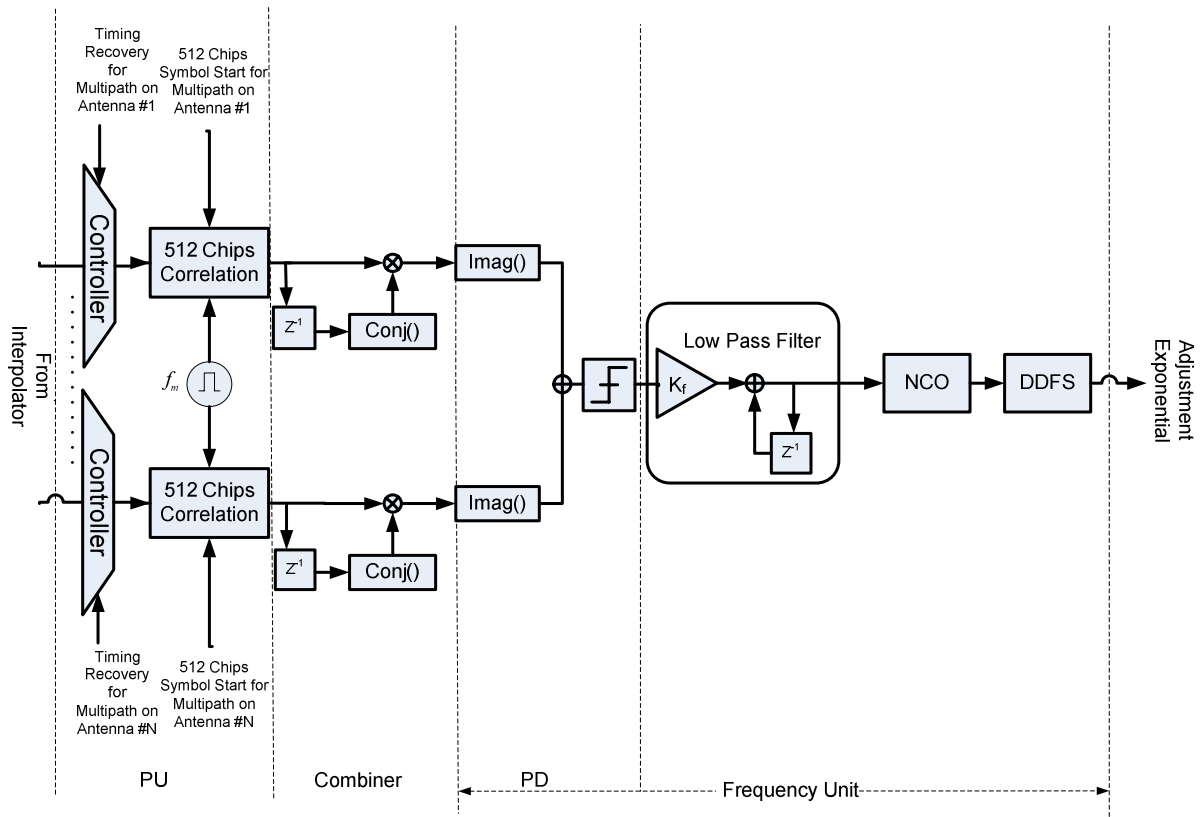 Timing
Recovery
for
Multipath on
Antenna #1
512 Chips
Symbol Start for
Multipath on
Antenna #1
From
Interpolator
Controller
512 Chips
Correlation
Z-1
Conj()
Imag()
fm
Controller
512 Chips
Correlation
Z-1
Conj()
Imag()
Low Pass Filter
Kf
Z-1
NCO
DDFS
Adjustment
Exponential
Timing
Recovery
for
Multipath on
Antenna #N
512 Chips
Symbol Start for
Multipath on
Antenna #N
PU
Combiner
PD
Frequency Unit